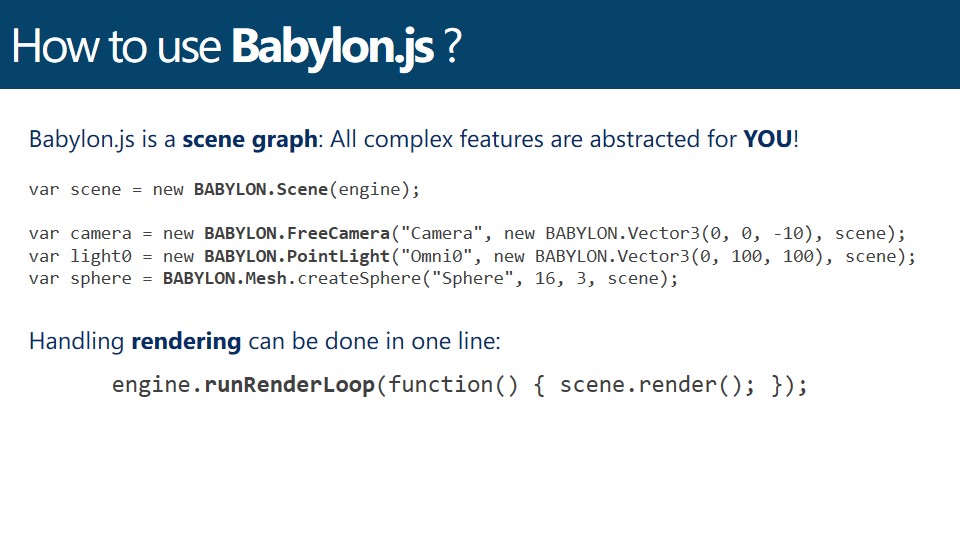 How to use Babylon.js ?
Babylon.js is a scene graph: All complex features are abstracted for YOU!
var scene = new BABYLON.Scene(engine);
var camera = new BABYLON.FreeCamera("Camera", new BABYLON.Vector3(0, 0, -10), scene);
var light0 = new BABYLON.PointLight("Omni0", new BABYLON.Vector3(0, 100, 100), scene);
var sphere = BABYLON.Mesh.createSphere("Sphere", 16, 3, scene);
Handling rendering can be done in one line:
engine.runRenderLoop(function() { scene.render(); });